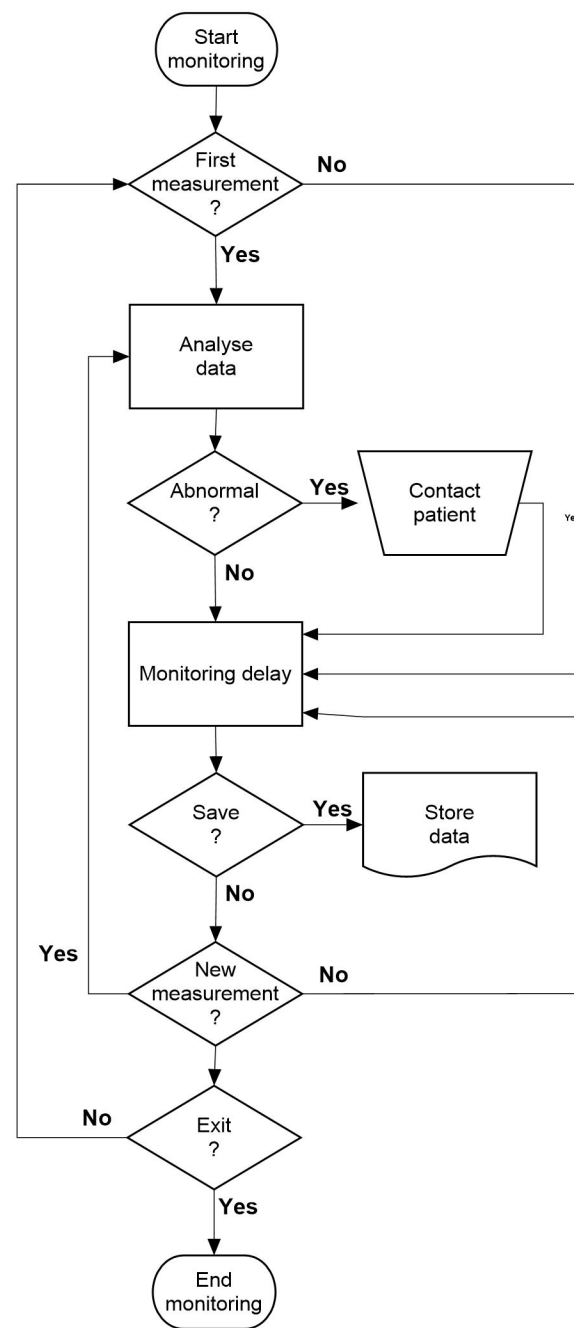 Start
monitoring
First
measurement
?
No
Yes
Analyse
data
Abnormal
?
Yes
Contact
patient
Ye
No
Monitoring delay
Save
?
Yes
Store
data
No
Yes
New
measurement
?
No
No
Exit
?
Yes
End
monitoring